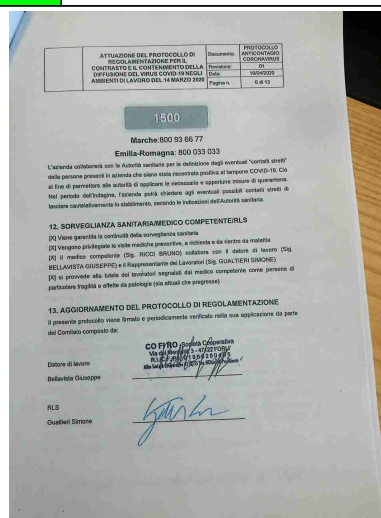 ATTUAZIONE DEL PROTOCOLLO DI
REGOLAMENTAZIONE PER IL
CONTRASTO E IL CONTENIMENTO DELLA
DIFFUSIONE DEL VIRUS COVID-19 NEGLI
AMBIENTI DI LAVORO DEL 14 MARZO 2020
Documento: PROTOCOLLO ANTICONTAGIO CORONAVIRUS
Revisione: 01
Data: 10/04/2020
Pagina n. 6 di 13
1500
Marche:800 93 66 77
Emilia-Romagna: 800 033 033
L'azienda collaborerà con le Autorità sanitarie per la definizione degli eventuali "contatti stretti"
delle persone presenti in azienda che siano state riscontrate positiva al tampone COVID-19. Ciò
al fine di permettere alle autorità di applicare le necessarie e opportune misure di quarantena.
Nel periodo dell'indagine, l'azienda potrà chiedere agli eventuali possibili contatti stretti di
lasciare cautelativamente lo stabilimento, secondo le indicazioni dell'Autorità sanitaria.
12. SORVEGLIANZA SANITARIA/MEDICO COMPETENTE/RLS
[X] Viene garantita la continuità della sorveglianza sanitaria
[X] Vengono privilegiate le visite mediche preventive, a richiesta e da rientro da malattia
[X] Il medico competente (Sig. RICCI BRUNO) collabora con il datore di lavoro (Sig.
BELLAVISTA GIUSEPPE) e il Rappresentante dei Lavoratori (Sig. GUALTIERI SIMONE)
[X] si provvede alla tutela dei lavoratori segnalati dal medico competente come persone di
particolare fragilità e affette da patologie (sia attuali che pregresse)
13. AGGIORNAMENTO DEL PROTOCOLLO DI REGOLAMENTAZIONE
Il presente protocollo viene firmato e periodicamente verificato nella sua applicazione da parte
del Comitato composto da:
Società Cooperativa
Datore di lavoro
Bellavista Giuseppe
RLS
Gualtieri Simone